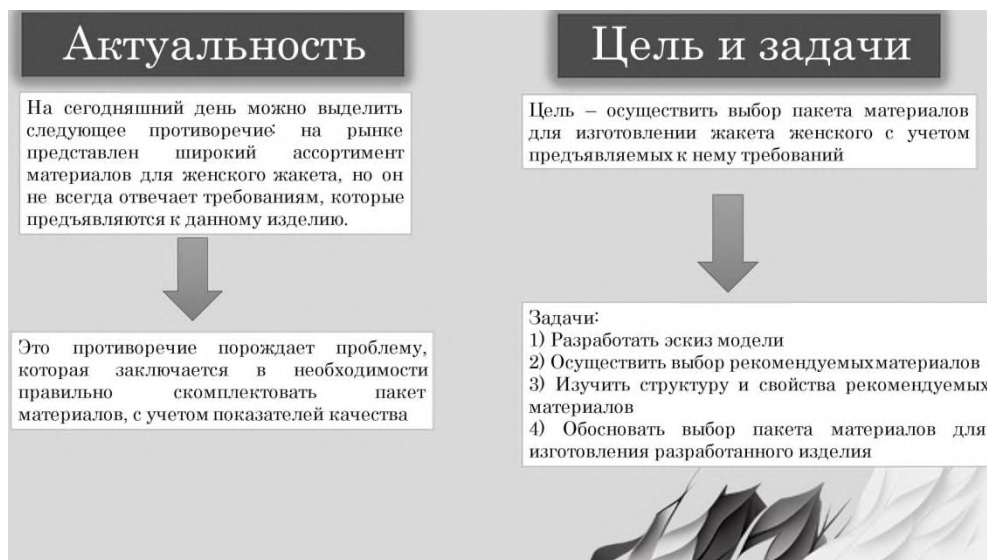 Актуальность
На сегодняшний день можно выделить
следующее противоречие: на рынке
представлен широкий ассортимент
материалов для женского жакета, но он
не всегда отвечает требованиям, которые
предъявляются к данному изделию.
Это противоречие порождает проблему,
которая заключается в необходимости
правильно скомплектовать пакет
материалов, с учетом показателей качества
Цель и задачи
Цель – осуществить выбор пакета материалов
для изготовлении жакета женского с учетом
предъявляемых к нему требований
Задачи:
1) Разработать эскиз модели
2) Осуществить выбор рекомендуемыхматериалов
3) Изучить структуру и свойства рекомендуемых
материалов
4) Обосновать выбор пакета материалов для
изготовления разработанного изделия